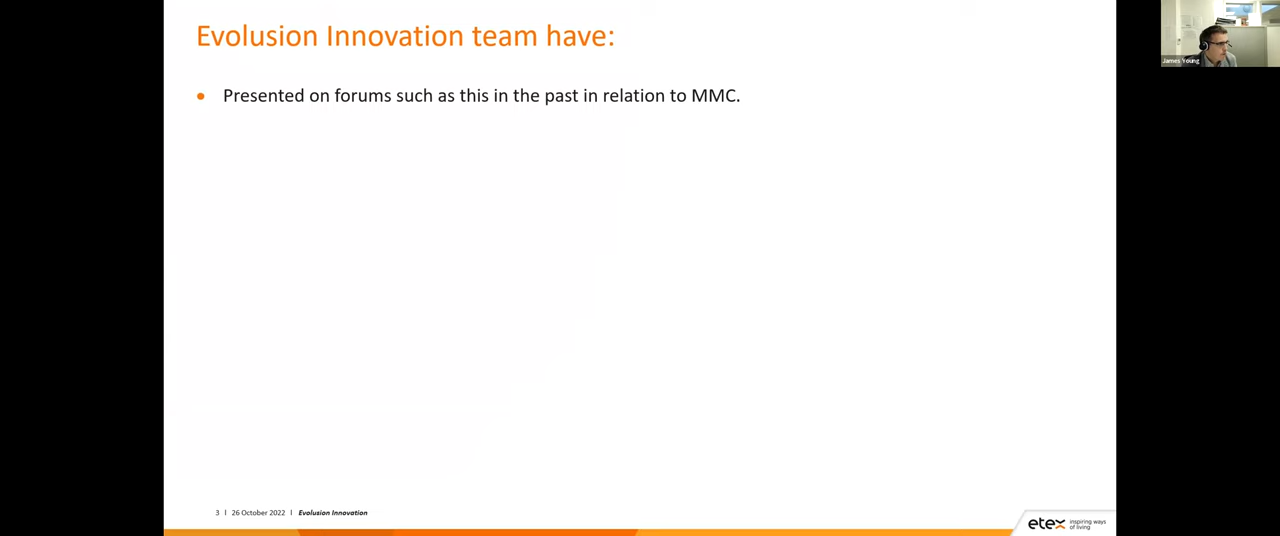 Evolusion Innovation team have:
James Young
• Presented on forums such as this in the past in relation to MMC.
3 I 26 October 2022 I Evolusion Innovation
etex inspiring ways
of living